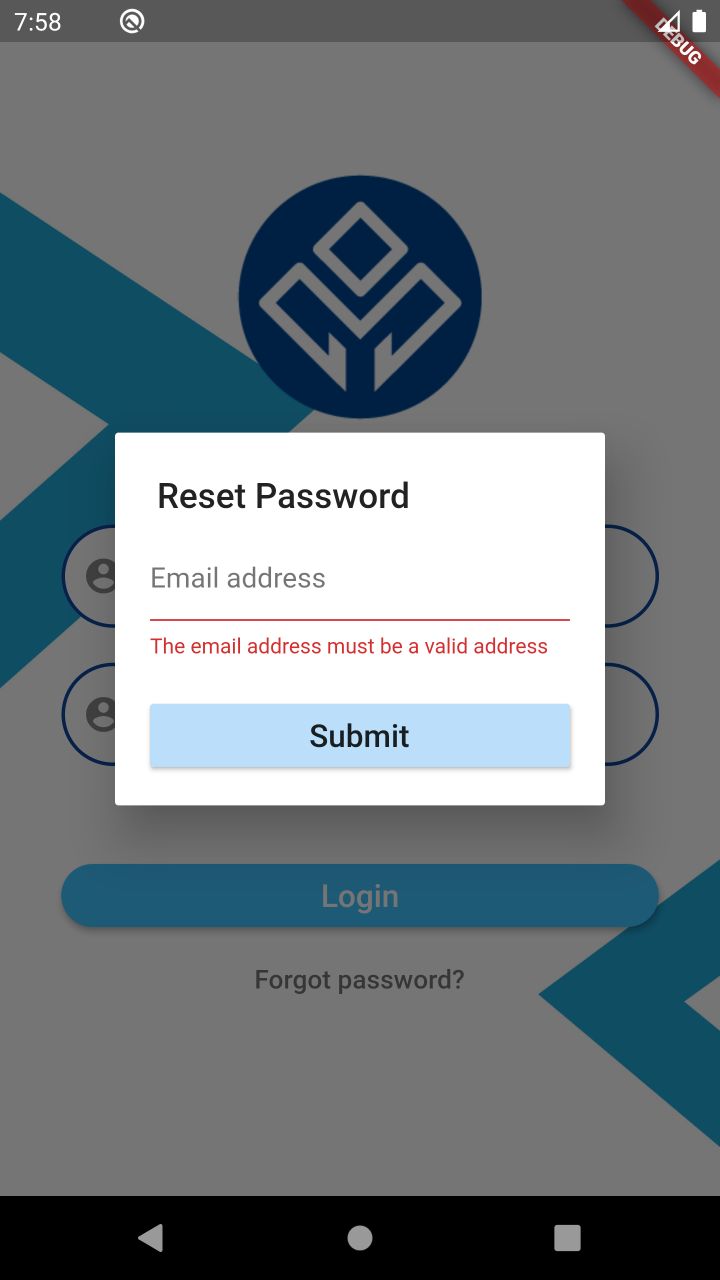 7:58
DEBUG
Reset Password
Email address
The email address must be a valid address
Submit
Login
Forgot password?